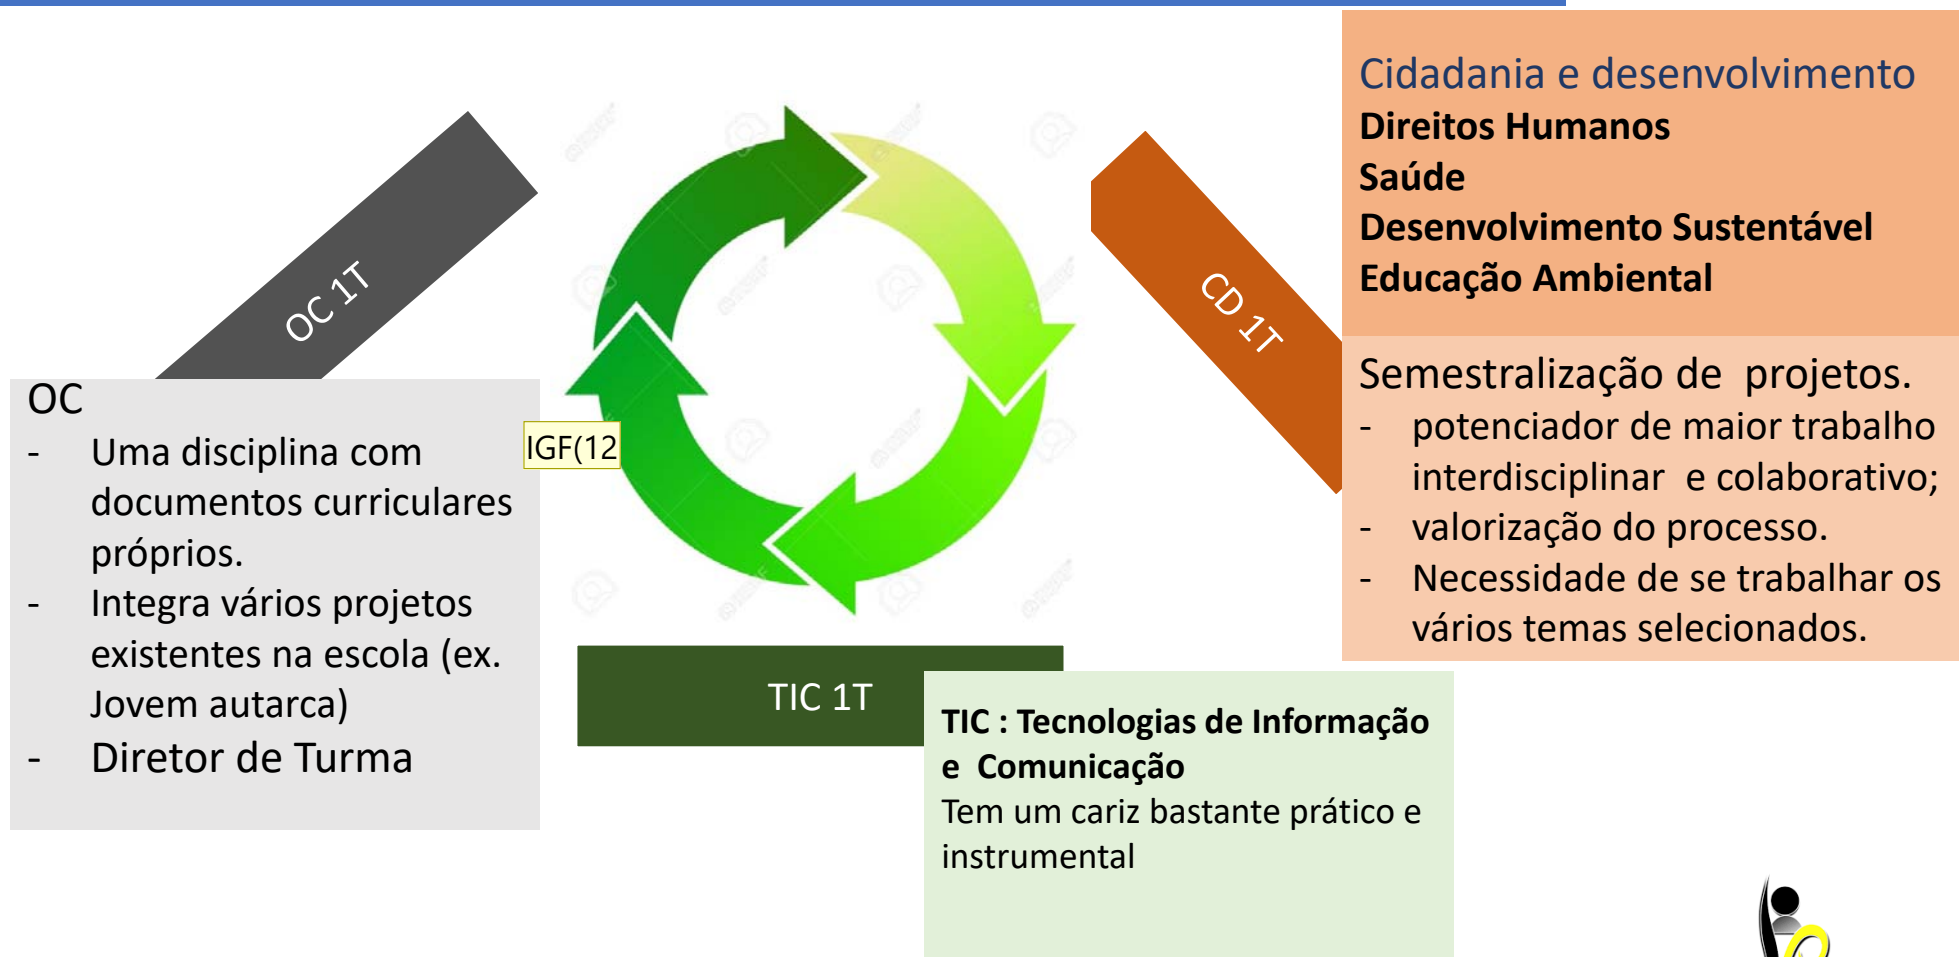 OC 1T
OC
- Uma disciplina com
documentos curriculares
próprios.
- Integra vários projetos
existentes na escola (ex.
Jovem autarca)
- Diretor de Turma
IGF(12
TIC 1T
TIC : Tecnologias de Informação
e Comunicação
Tem um cariz bastante prático e
instrumental
CD 1T
Cidadania e desenvolvimento
Direitos Humanos
Saúde
Desenvolvimento Sustentável
Educação Ambiental
Semestralização de projetos.
- potenciador de maior trabalho
interdisciplinar e colaborativo;
- valorização do processo.
- Necessidade de se trabalhar os
vários temas selecionados.